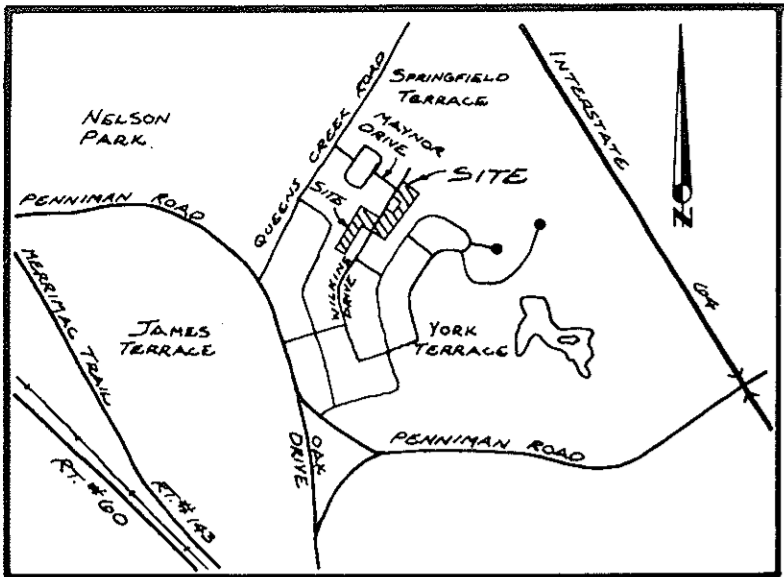 SPRINGFIELD
TERRACE
INTERSTATE
NELSON
PARK.
MAYNOR
DRIVE
QUEENS CREEK ROAD
SITE
SITE
PENNIMAN ROAD
N
WILKINS
DRIVE
MERRIMAC TRAIL
JAMES
TERRACE
YORK
TERRACE
64
OAK
DRIVE
PENNIMAN ROAD
RT. #60
RT. #143